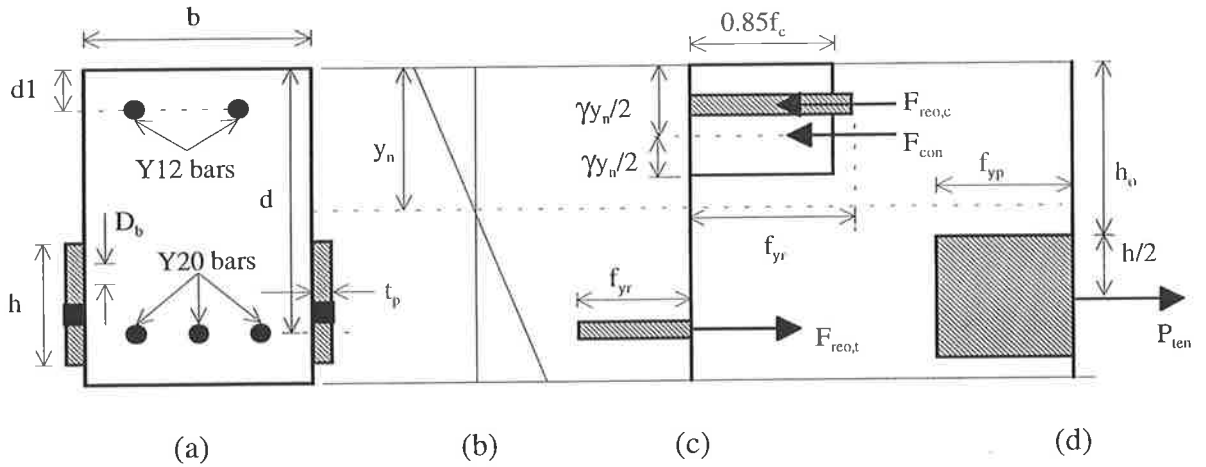 b
0.85f_c
d1
Y12 bars
d
y_n
γy_n/2
γy_n/2
F_reo,c
F_con
f_yp
h_o
D_b
Y20 bars
h
t_p
f_yr
f_yr
h/2
F_reo,t
P_ten
(a)
(b)
(c)
(d)